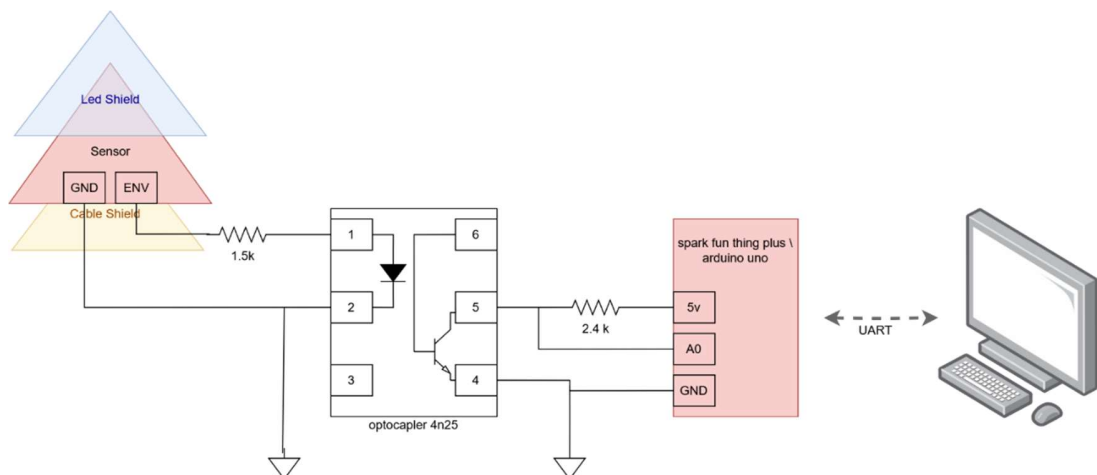 Led Shield
Sensor
GND
ENV
Cable Shield
1.5k
1
2
3
6
5
4
optocapler 4n25
2.4 k
spark fun thing plus \
arduino uno
5v
A0
GND
UART